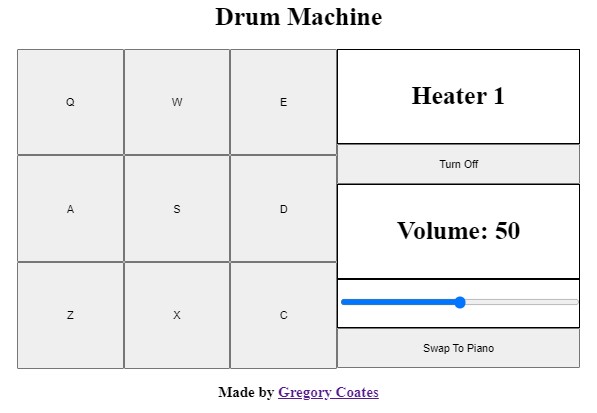 Drum Machine
Q W E
Heater 1
Turn Off
A S D
Volume: 50
Z X C
Swap To Piano
Made by Gregory Coates